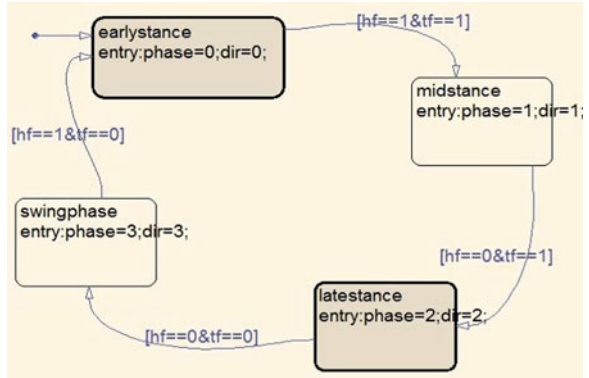 earlystance
entry:phase=0;dir=0;
[hf==1&tf==1]
midstance
entry:phase=1;dir=1;
[hf==1&tf==0]
swingphase
entry:phase=3;dir=3;
[hf==0&tf==1]
latestance
entry:phase=2;dir=2;
[hf==0&tf==0]